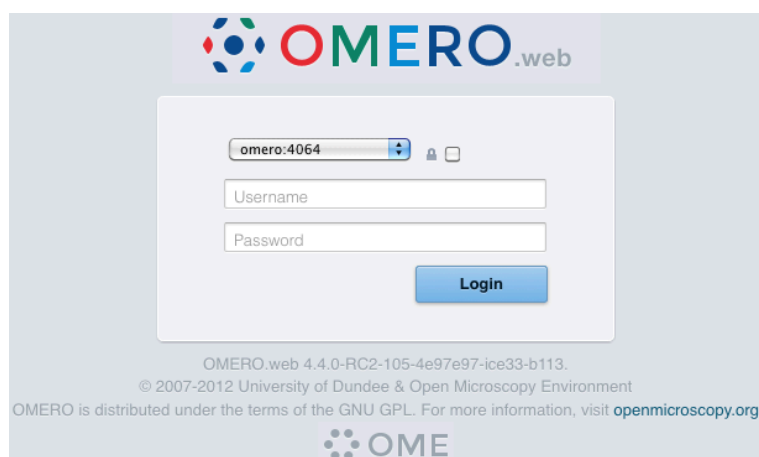 OMERO.web
omero:4064
Username
Password
Login
OMERO.web 4.4.0-RC2-105-4e97e97-ice33-b113.
© 2007-2012 University of Dundee & Open Microscopy Environment
OMERO is distributed under the terms of the GNU GPL. For more information, visit openmicroscopy.org
OME